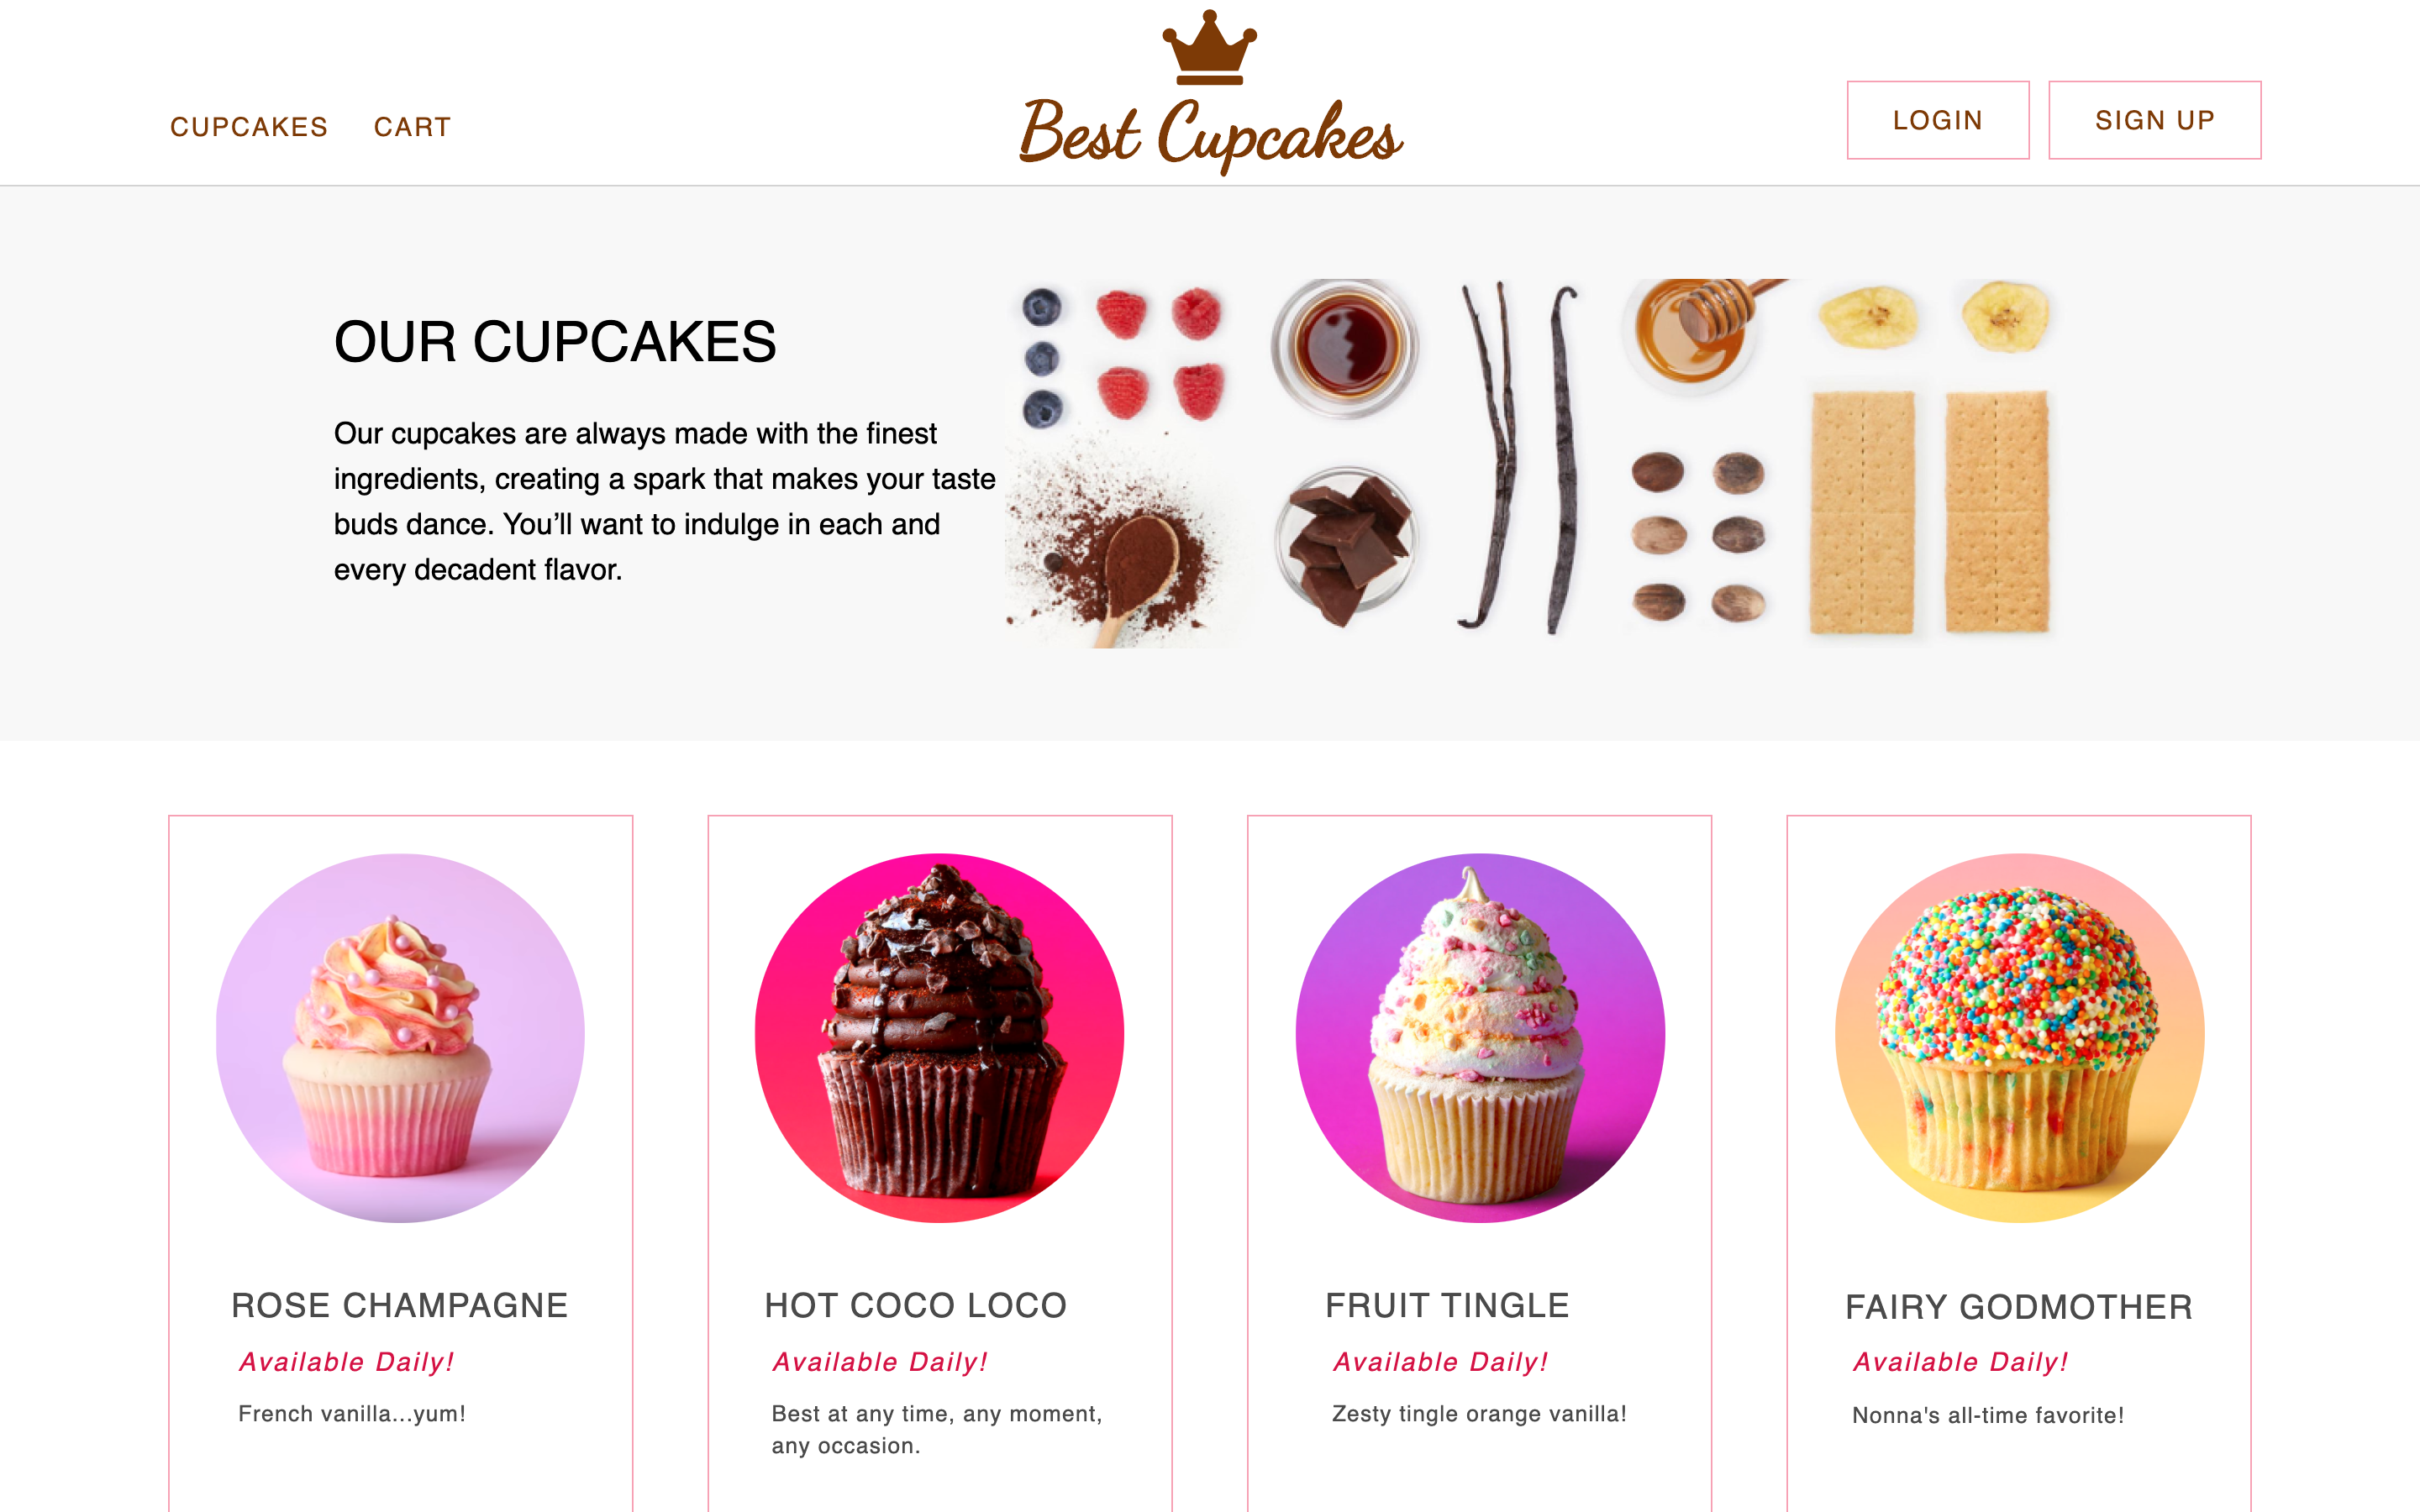 CUPCAKES CART
Best Cupcakes
LOGIN SIGN UP
OUR CUPCAKES
Our cupcakes are always made with the finest
ingredients, creating a spark that makes your taste
buds dance. You’ll want to indulge in each and
every decadent flavor.
ROSE CHAMPAGNE
Available Daily!
French vanilla...yum!
HOT COCO LOCO
Available Daily!
Best at any time, any moment,
any occasion.
FRUIT TINGLE
Available Daily!
Zesty tingle orange vanilla!
FAIRY GODMOTHER
Available Daily!
Nonna's all-time favorite!